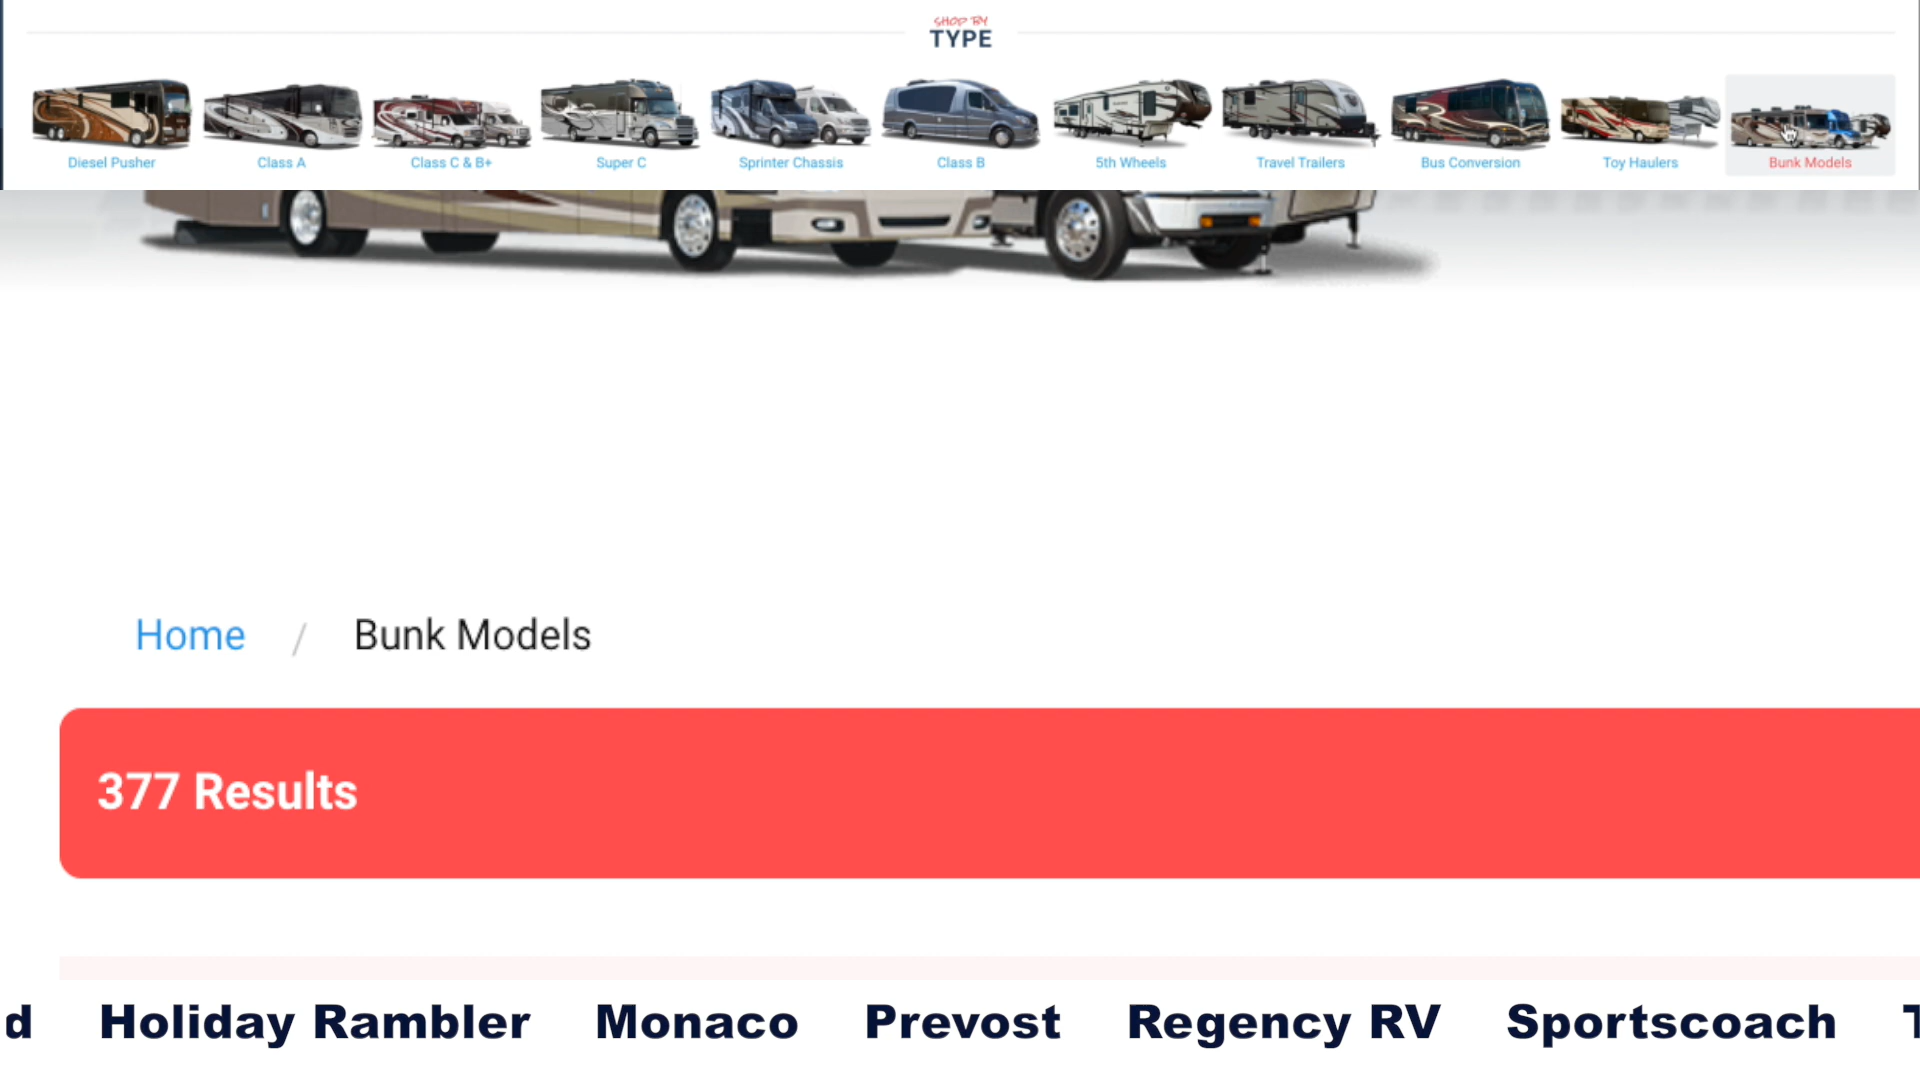 SHOP BY
TYPE
Diesel Pusher Class A Class C & B+ Super C Sprinter Chassis Class B 5th Wheels Travel Trailers Bus Conversion Toy Haulers Bunk Models
Home / Bunk Models
377 Results
d Holiday Rambler Monaco Prevost Regency RV Sportscoach T